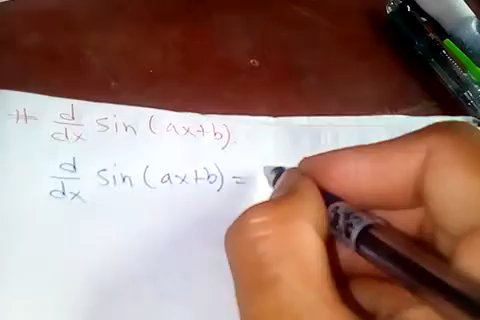 # d/dx sin (ax+b)
d/dx sin (ax+b) =